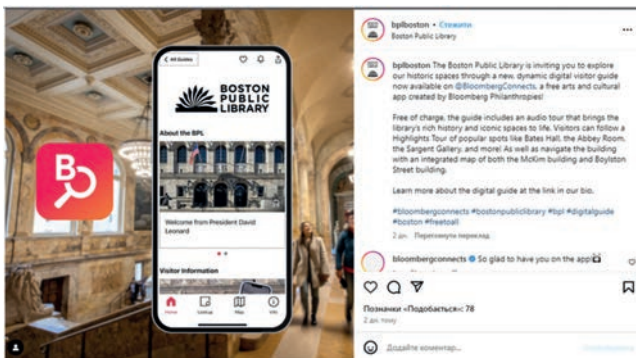 All Guides
BOSTON
PUBLIC
LIBRARY
About the BPL
Welcome from President David
Leonard
Visitor Information
Home
Lookup
Map
Info
B
bplboston • Стежити
Boston Public Library
bplboston The Boston Public Library is inviting you to explore
our historic spaces through a new, dynamic digital visitor guide
now available on @BloombergConnects, a free arts and cultural
app created by Bloomberg Philanthropies!
Free of charge, the guide includes an audio tour that brings the
library's rich history and iconic spaces to life. Visitors can follow a
Highlights Tour of popular spots like Bates Hall, the Abbey Room,
the Sargent Gallery, and more! As well as navigate the building
with an integrated map of both the McKim building and Boylston
Street building.
Learn more about the digital guide at the link in our bio.
#bloombergconnects #bostonpubliclibrary #bpl #digitalguide
#boston #freetoall
2 дн. Переглянути переклад
bloombergconnects So glad to have you on the app!
Позначки «Подобається»: 78
2 дн. тому
Додайте коментар...